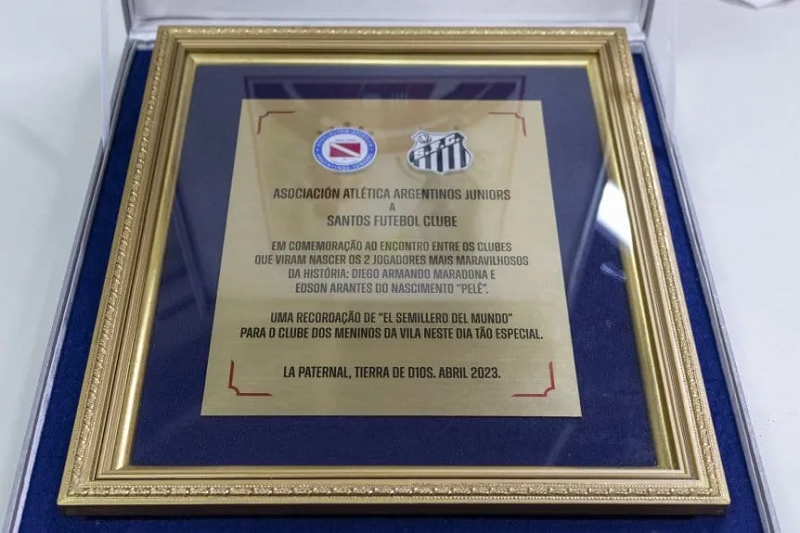 S.F.C.
ASOCIACIÓN ATLÉTICA ARGENTINOS JUNIORS
A
SANTOS FUTEBOL CLUBE
EM COMEMORAÇÃO AO ENCONTRO ENTRE OS CLUBES
QUE VIRAM NASCER OS 2 JOGADORES MAIS MARAVILHOSOS
DA HISTÓRIA: DIEGO ARMANDO MARADONA E
EDSON ARANTES DO NASCIMENTO “PELÉ”.
UMA RECORDAÇÃO DE “EL SEMILLERO DEL MUNDO”
PARA O CLUBE DOS MENINOS DA VILA NESTE DIA TÃO ESPECIAL.
LA PATERNAL, TIERRA DE D10S. ABRIL 2023.